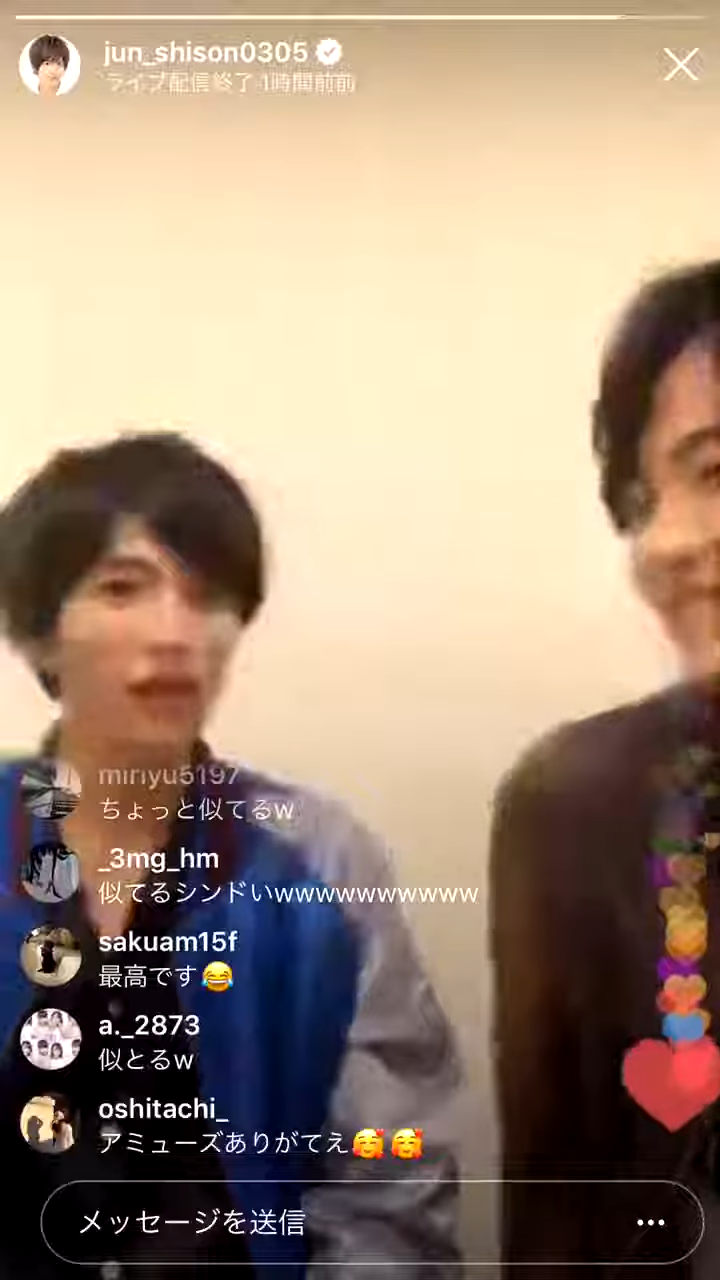 jun_shison0305
ライブ配信終了・1時間前前
miriyu5197
ちょっと似てるw
_3mg_hm
似てるシンドいwwwwwwwwwww
sakuam15f
最高です😂
a._2873
似とるw
oshitachi_
アミューズありがてえ🥰🥰
メッセージを送信